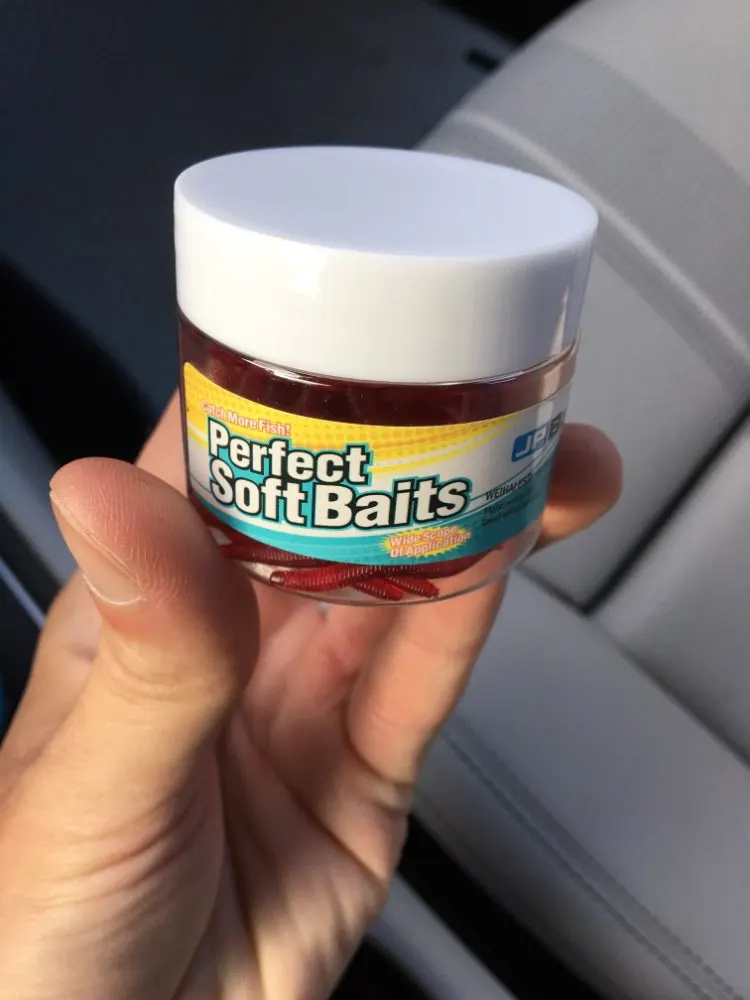 Catch More Fish!
Perfect
Soft Baits
Wide Scope
Of Application